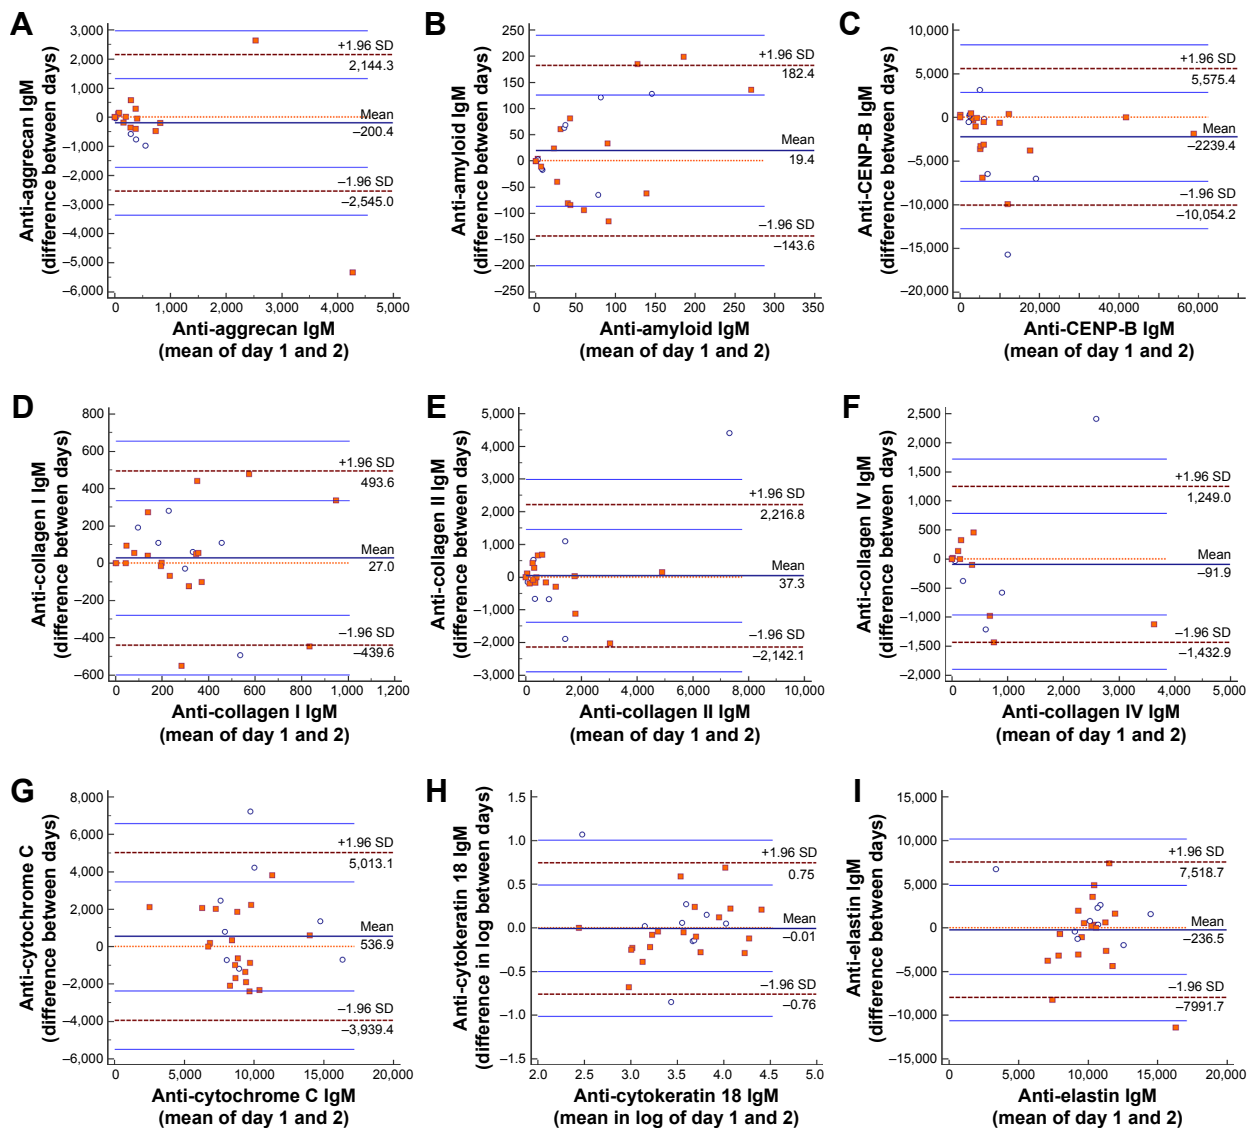 A
Anti-aggrecan IgM
(difference between days)
3,000
2,000
1,000
0
–1,000
–2,000
–3,000
–4,000
–5,000
–6,000
+1.96 SD
2,144.3
Mean
–200.4
–1.96 SD
–2,545.0
0
1,000
2,000
3,000
4,000
5,000
Anti-aggrecan IgM
(mean of day 1 and 2)
B
Anti-amyloid IgM
(difference between days)
250
200
150
100
50
0
–50
–100
–150
–200
–250
+1.96 SD
182.4
Mean
19.4
–1.96 SD
–143.6
0
50
100
150
200
250
300
350
Anti-amyloid IgM
(mean of day 1 and 2)
C
Anti-CENP-B IgM
(difference between days)
10,000
5,000
0
–5,000
–10,000
–15,000
–20,000
+1.96 SD
5,575.4
Mean
–2239.4
–1.96 SD
–10,054.2
0
20,000
40,000
60,000
Anti-CENP-B IgM
(mean of day 1 and 2)
D
Anti-collagen I IgM
(difference between days)
800
600
400
200
0
–200
–400
–600
+1.96 SD
493.6
Mean
27.0
–1.96 SD
–439.6
0
200
400
600
800
1,000
1,200
Anti-collagen I IgM
(mean of day 1 and 2)
E
Anti-collagen II IgM
(difference between days)
5,000
4,000
3,000
2,000
1,000
0
–1,000
–2,000
–3,000
+1.96 SD
2,216.8
Mean
37.3
–1.96 SD
–2,142.1
0
2,000
4,000
6,000
8,000
10,000
Anti-collagen II IgM
(mean of day 1 and 2)
F
Anti-collagen IV IgM
(difference between days)
2,500
2,000
1,500
1,000
500
0
–500
–1,000
–1,500
–2,000
+1.96 SD
1,249.0
Mean
–91.9
–1.96 SD
–1,432.9
0
1,000
2,000
3,000
4,000
5,000
Anti-collagen IV IgM
(mean of day 1 and 2)
G
Anti-cytochrome C
(difference between days)
8,000
6,000
4,000
2,000
0
–2,000
–4,000
–6,000
+1.96 SD
5,013.1
Mean
536.9
–1.96 SD
–3,939.4
0
5,000
10,000
15,000
20,000
Anti-cytochrome C IgM
(mean of day 1 and 2)
H
Anti-cytokeratin 18 IgM
(difference in log between days)
1.5
1.0
0.5
0.0
–0.5
–1.0
–1.5
+1.96 SD
0.75
Mean
–0.01
–1.96 SD
–0.76
2.0
2.5
3.0
3.5
4.0
4.5
5.0
Anti-cytokeratin 18 IgM
(mean in log of day 1 and 2)
I
Anti-elastin IgM
(difference between days)
15,000
10,000
5,000
0
–5,000
–10,000
–15,000
+1.96 SD
7,518.7
Mean
–236.5
–1.96 SD
–7991.7
0
5,000
10,000
15,000
20,000
Anti-elastin IgM
(mean of day 1 and 2)